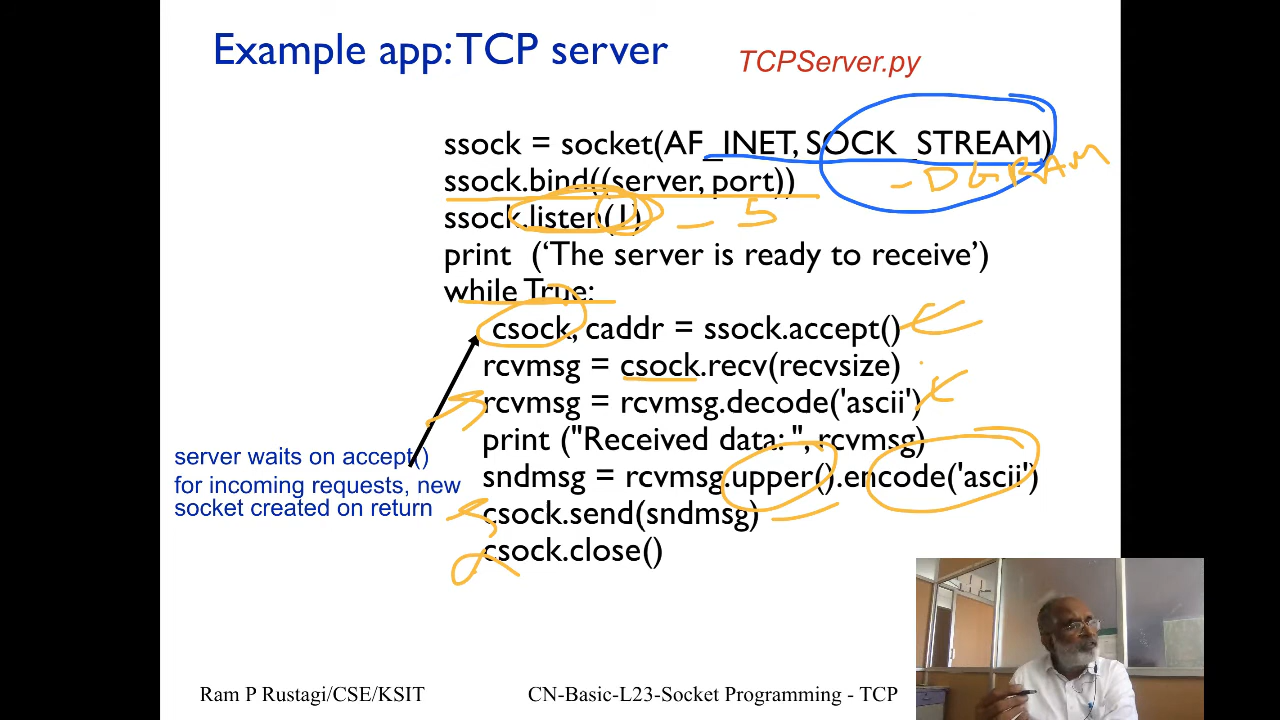 Example app: TCP server
TCPServer.py
ssock = socket(AF_INET, SOCK_STREAM)
- DGRAM
ssock.bind((server, port))
ssock.listen(1)
- 5
print (‘The server is ready to receive’)
while True:
csock, caddr = ssock.accept()
rcvmsg = csock.recv(recvsize)
rcvmsg = rcvmsg.decode('ascii')
print ("Received data: ", rcvmsg)
sndmsg = rcvmsg.upper().encode('ascii')
csock.send(sndmsg)
csock.close()
server waits on accept()
for incoming requests, new
socket created on return
Ram P Rustagi/CSE/KSIT
CN-Basic-L23-Socket Programming - TCP